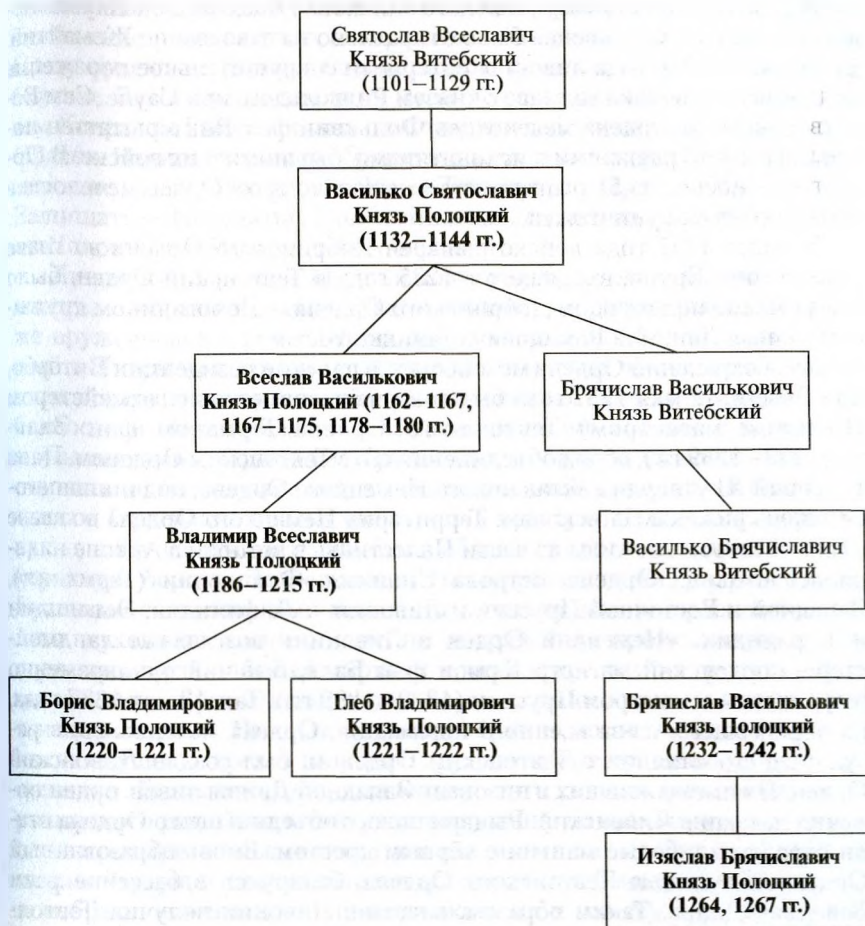 Святослав Всеславич
Князь Витебский
(1101–1129 гг.)
Василько Святославич
Князь Полоцкий
(1132–1144 гг.)
Всеслав Василькович
Князь Полоцкий (1162–1167,
1167–1175, 1178–1180 гг.)
Брячислав Василькович
Князь Витебский
Владимир Всеславич
Князь Полоцкий
(1186–1215 гг.)
Василько Брячиславич
Князь Витебский
Борис Владимирович
Князь Полоцкий
(1220–1221 гг.)
Глеб Владимирович
Князь Полоцкий
(1221–1222 гг.)
Брячислав Василькович
Князь Полоцкий
(1232–1242 гг.)
Изяслав Брячиславич
Князь Полоцкий
(1264, 1267 гг.)